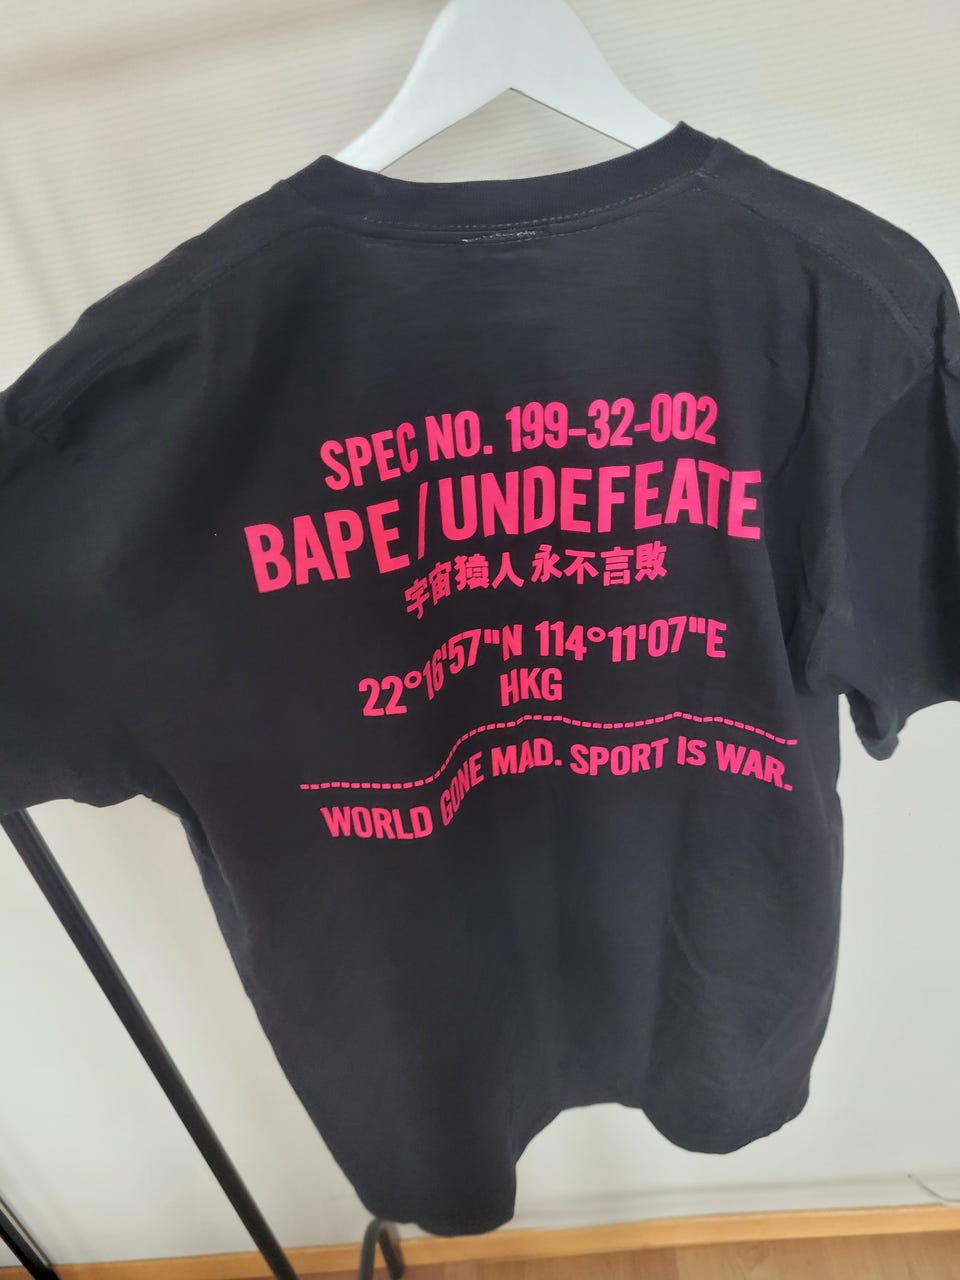 SPEC NO. 199-32-002
BAPE/UNDEFEATE
宇宙猿人永不言敗
22°16'57"N 114°11'07"E
HKG
WORLD GONE MAD. SPORT IS WAR.